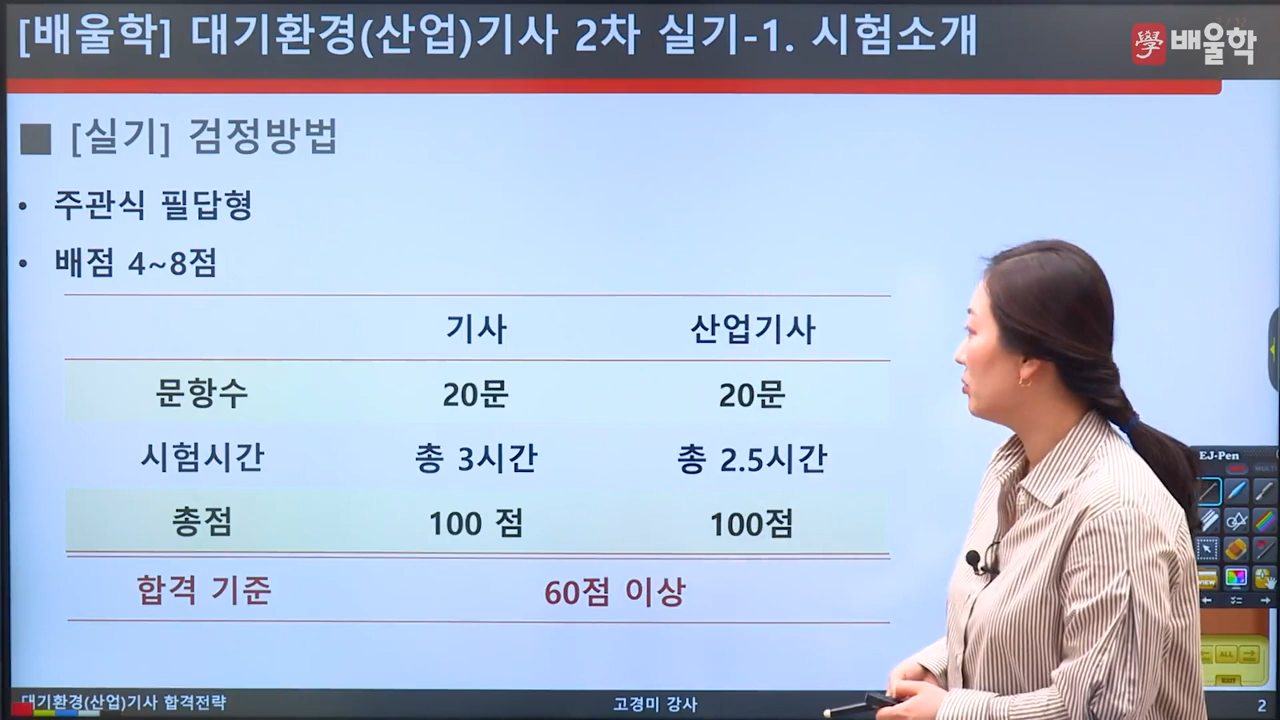 [배울학] 대기환경(산업)기사 2차 실기-1. 시험소개
學 배울학
■ [실기] 검정방법
• 주관식 필답형
• 배점 4~8점
기사 산업기사
문항수 20문 20문
시험시간 총 3시간 총 2.5시간
총점 100 점 100점
합격 기준 60점 이상
EJ-Pen
VIEW
ALL
EXIT
대기환경(산업)기사 합격전략 고경미 강사 2